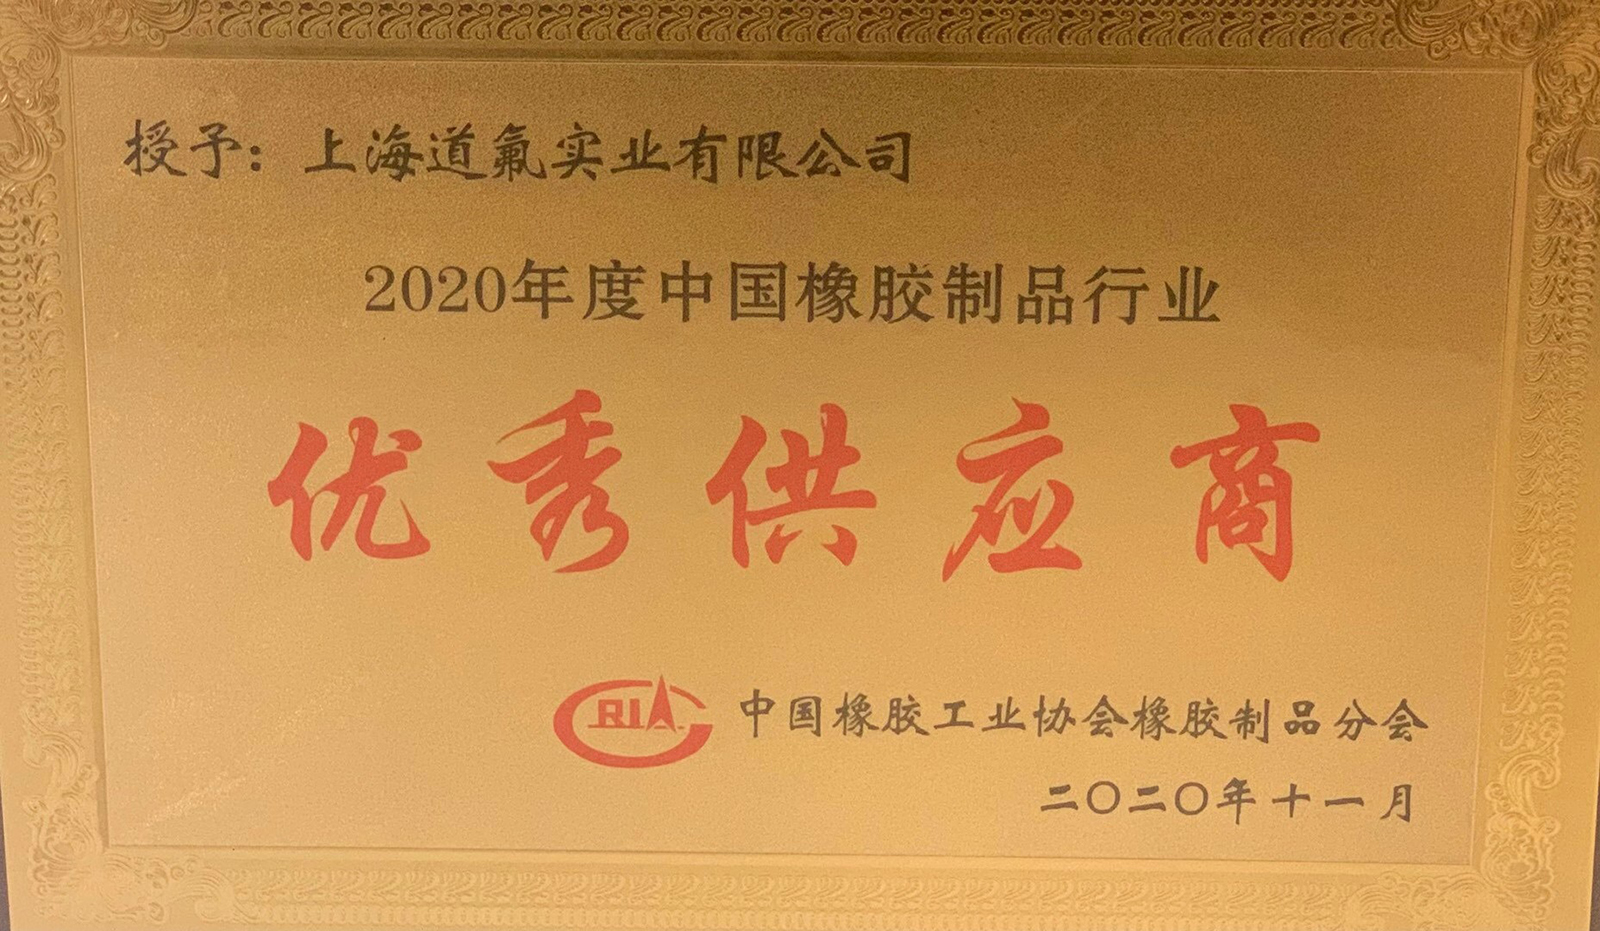 授予：上海道氟实业有限公司
2020年度中国橡胶制品行业
优秀供应商
RIA 中国橡胶工业协会橡胶制品分会
二〇二〇年十一月